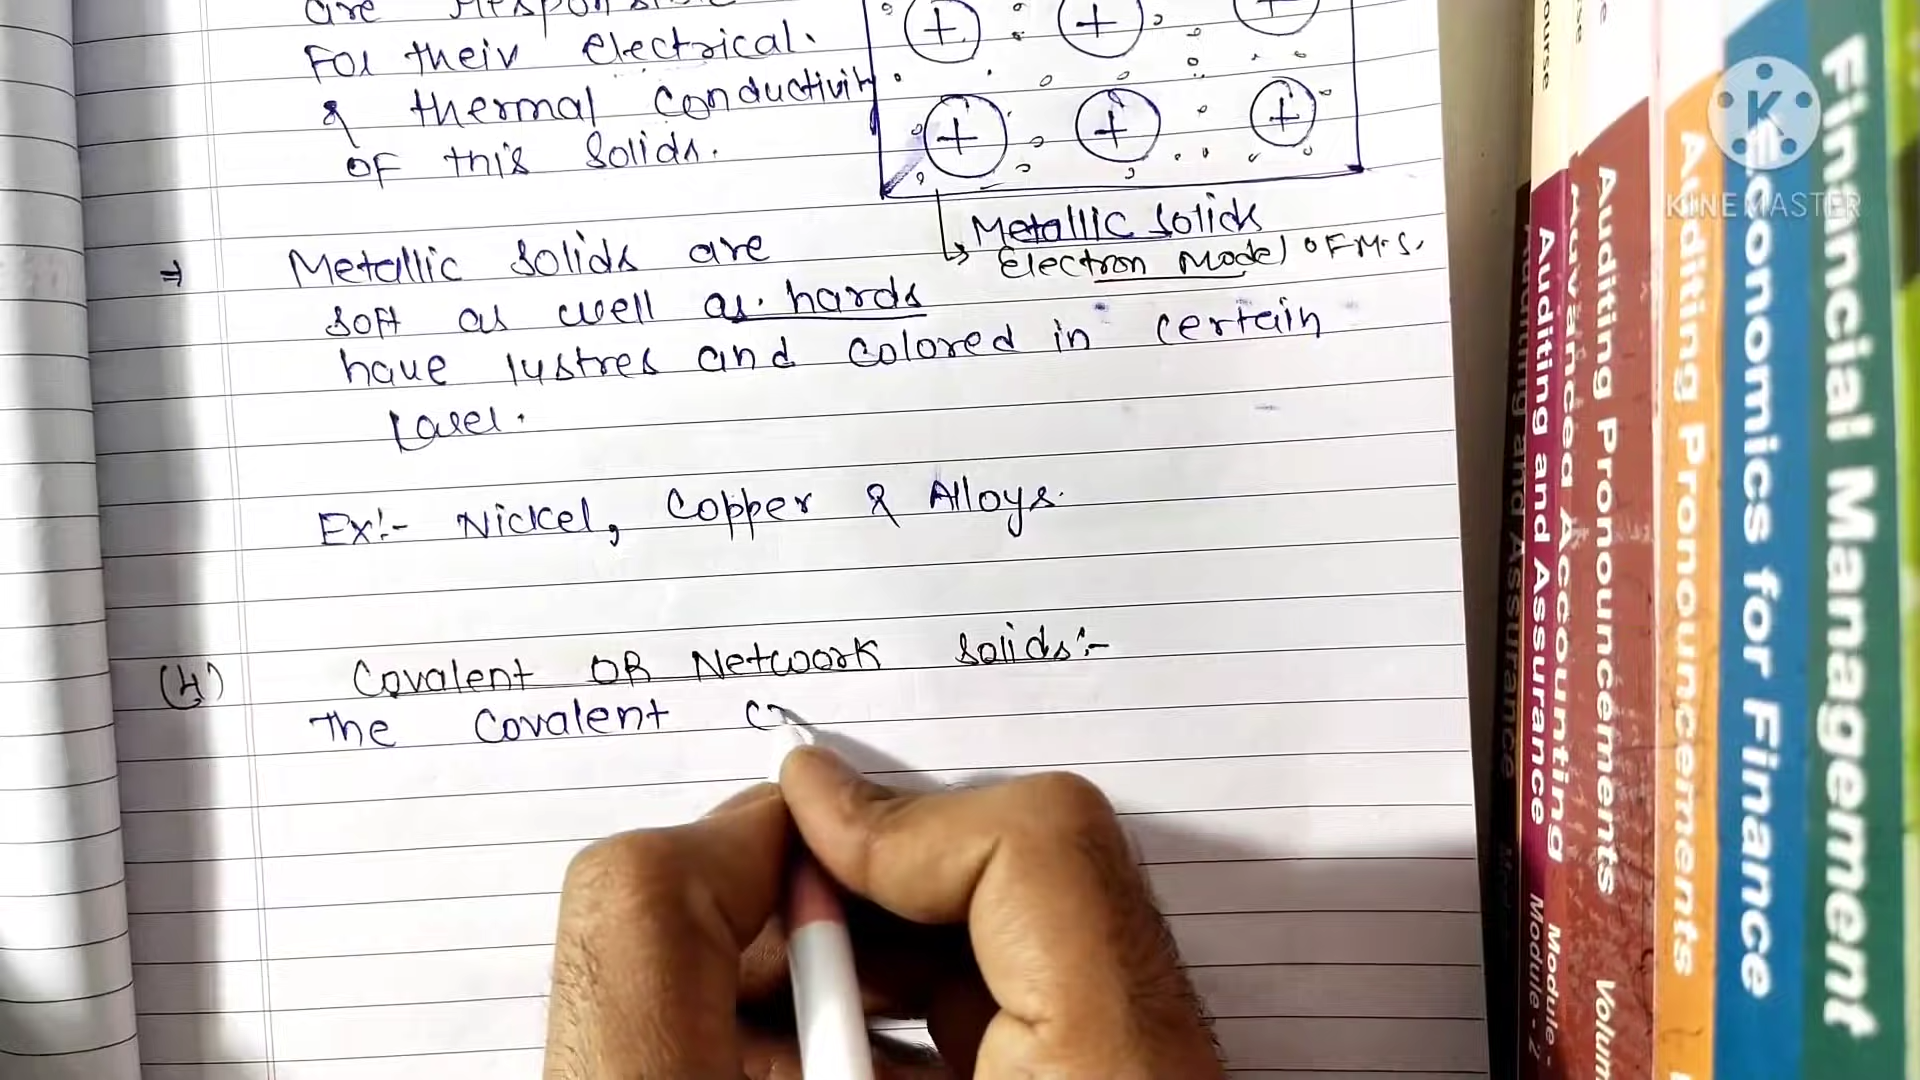 are
For their electrical.
& thermal conductivity
OF this Solids.
Metallic Solids
Electron Model OF M.S.
⇒ Metallic Solids are
Soft as well as. hards
have lustres and colored in certain
Ex:- Nickel, Copper & Alloys.
(4) Covalent OR Network Solids:-
The Covalent
K
KINEMASTER
Auditing and Assurance
Auditing and Assurance Module - 2
Advanced Accounting Module -
Auditing Pronouncements
Auditing Pronouncements
Economics for Finance
Financial Management